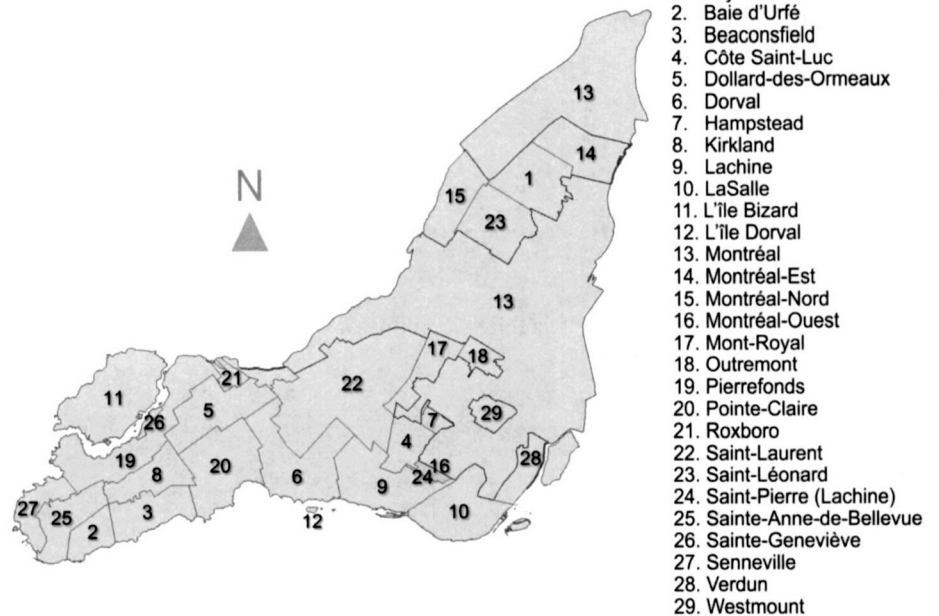 N
13
14
1
15
23
13
17
18
22
21
11
5
29
26
7
4
28
19
20
16
8
6
24
9
27
25
3
10
2
12
2. Baie d'Urfé
3. Beaconsfield
4. Côte Saint-Luc
5. Dollard-des-Ormeaux
6. Dorval
7. Hampstead
8. Kirkland
9. Lachine
10. LaSalle
11. L'île Bizard
12. L'île Dorval
13. Montréal
14. Montréal-Est
15. Montréal-Nord
16. Montréal-Ouest
17. Mont-Royal
18. Outremont
19. Pierrefonds
20. Pointe-Claire
21. Roxboro
22. Saint-Laurent
23. Saint-Léonard
24. Saint-Pierre (Lachine)
25. Sainte-Anne-de-Bellevue
26. Sainte-Geneviève
27. Senneville
28. Verdun
29. Westmount